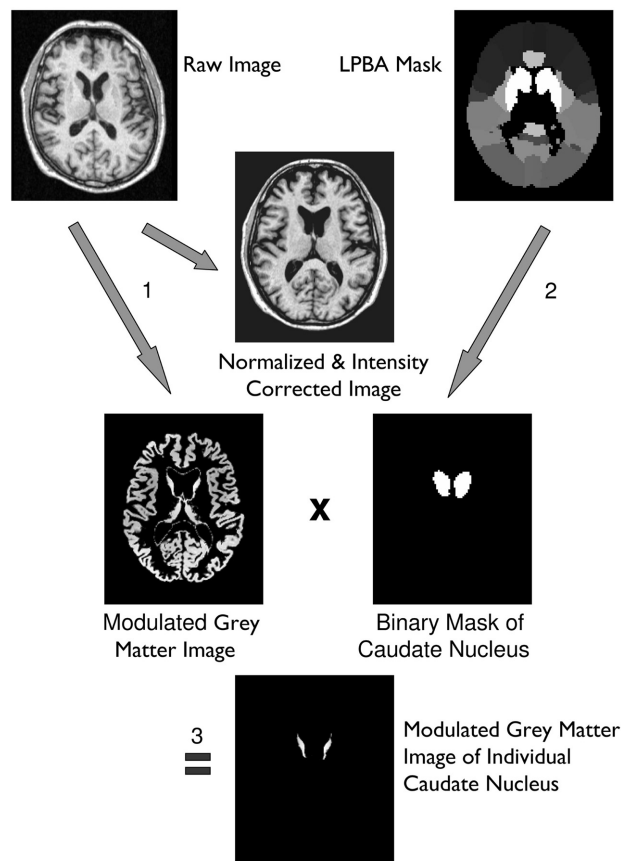 Raw Image
LPBA Mask
1
2
Normalized & Intensity
Corrected Image
x
Modulated Grey
Matter Image
Binary Mask of
Caudate Nucleus
3
=
Modulated Grey Matter
Image of Individual
Caudate Nucleus